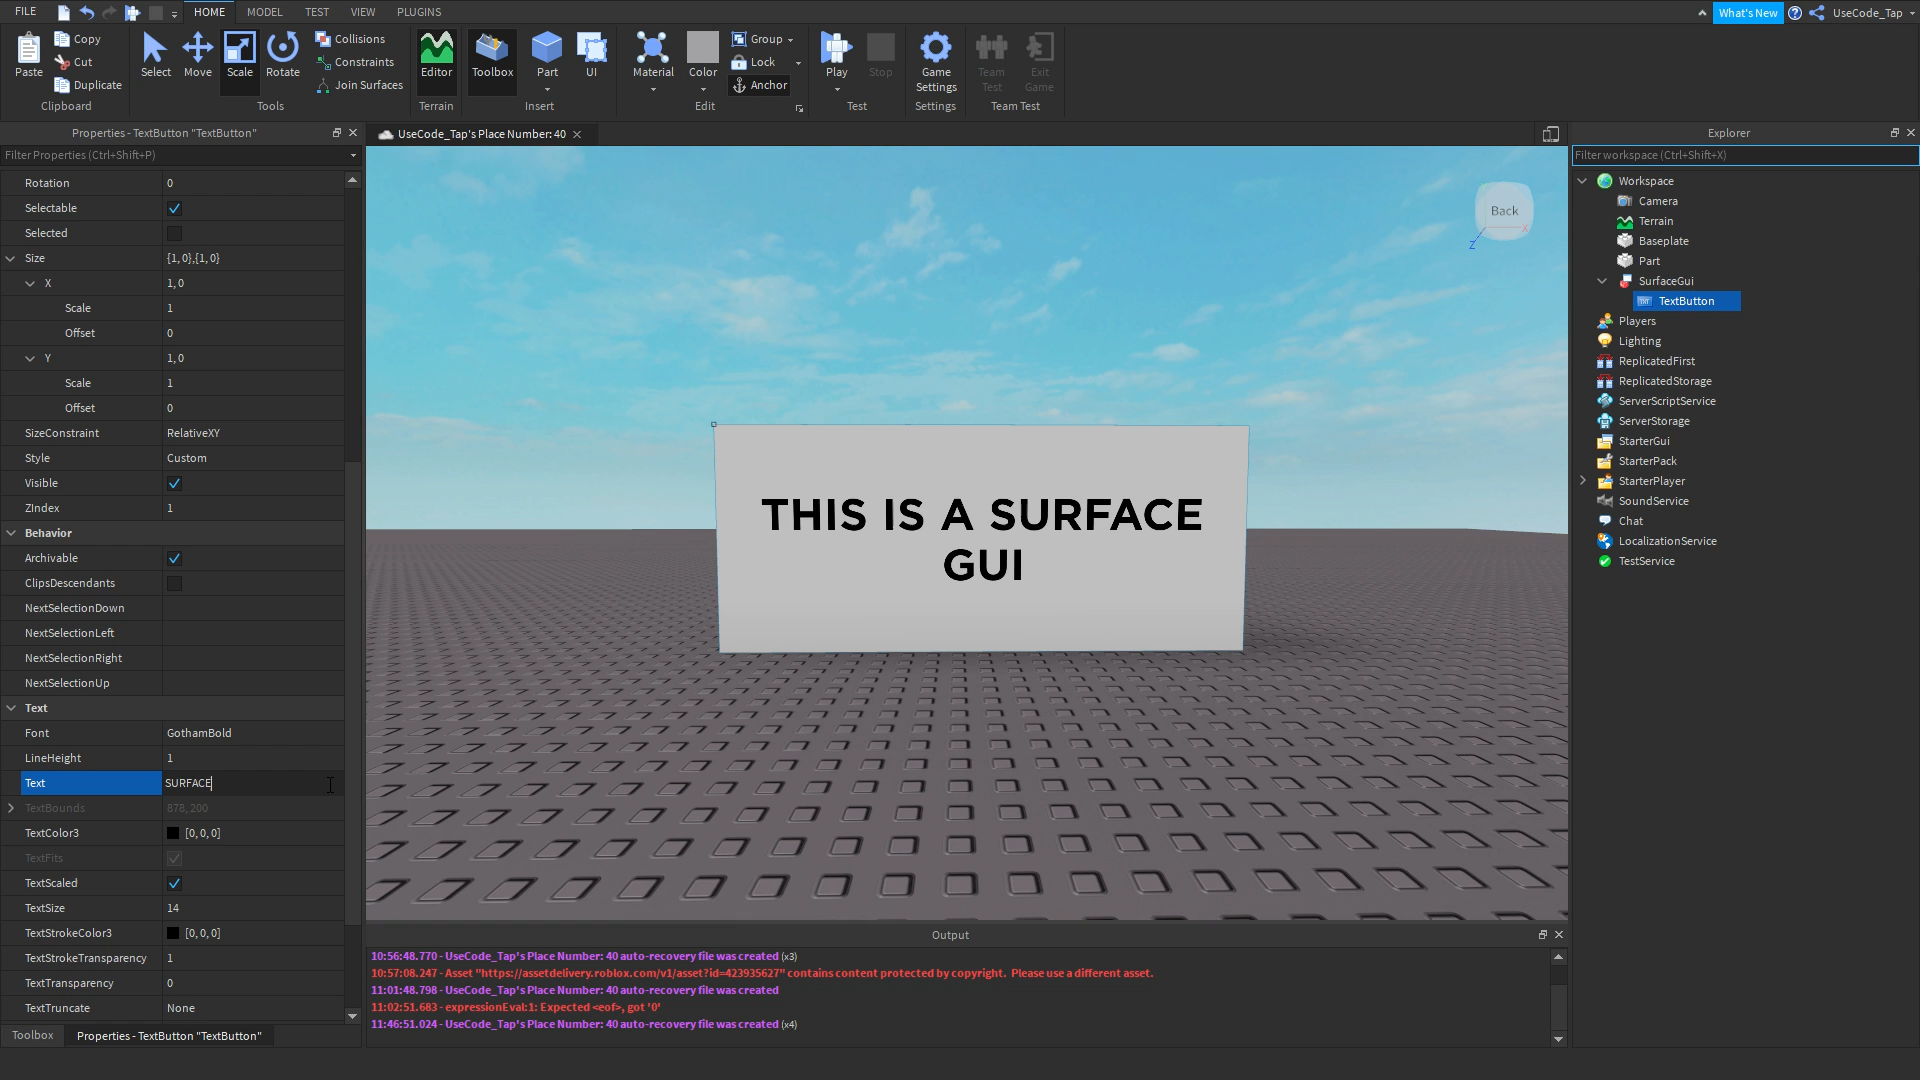 FILE
HOME
MODEL
TEST
VIEW
PLUGINS
What's New
UseCode_Tap
Paste
Copy
Cut
Duplicate
Clipboard
Select
Move
Scale
Rotate
Collisions
Constraints
Join Surfaces
Tools
Editor
Terrain
Toolbox
Part
UI
Insert
Material
Color
Group
Lock
Anchor
Edit
Play
Stop
Test
Game
Settings
Settings
Team
Test
Exit
Game
Team Test
Properties - TextButton "TextButton"
Filter Properties (Ctrl+Shift+P)
Rotation 0
Selectable
Selected
Size {1, 0},{1, 0}
X 1, 0
Scale 1
Offset 0
Y 1, 0
Scale 1
Offset 0
SizeConstraint RelativeXY
Style Custom
Visible
ZIndex 1
Behavior
Archivable
ClipsDescendants
NextSelectionDown
NextSelectionLeft
NextSelectionRight
NextSelectionUp
Text
Font GothamBold
LineHeight 1
Text SURFACE
TextBounds 878, 200
TextColor3 [0, 0, 0]
TextFits
TextScaled
TextSize 14
TextStrokeColor3 [0, 0, 0]
TextStrokeTransparency 1
TextTransparency 0
TextTruncate None
Toolbox
Properties - TextButton "TextButton"
UseCode_Tap's Place Number: 40
Back
X
Z
THIS IS A SURFACE
GUI
Output
10:56:48.770 - UseCode_Tap's Place Number: 40 auto-recovery file was created (x3)
10:57:08.247 - Asset "https://assetdelivery.roblox.com/v1/asset?id=423935627" contains content protected by copyright.  Please use a different asset.
11:01:48.798 - UseCode_Tap's Place Number: 40 auto-recovery file was created
11:02:51.683 - expressionEval:1: Expected <eof>, got '0'
11:46:51.024 - UseCode_Tap's Place Number: 40 auto-recovery file was created (x4)
Explorer
Filter workspace (Ctrl+Shift+X)
Workspace
Camera
Terrain
Baseplate
Part
SurfaceGui
TextButton
Players
Lighting
ReplicatedFirst
ReplicatedStorage
ServerScriptService
ServerStorage
StarterGui
StarterPack
StarterPlayer
SoundService
Chat
LocalizationService
TestService